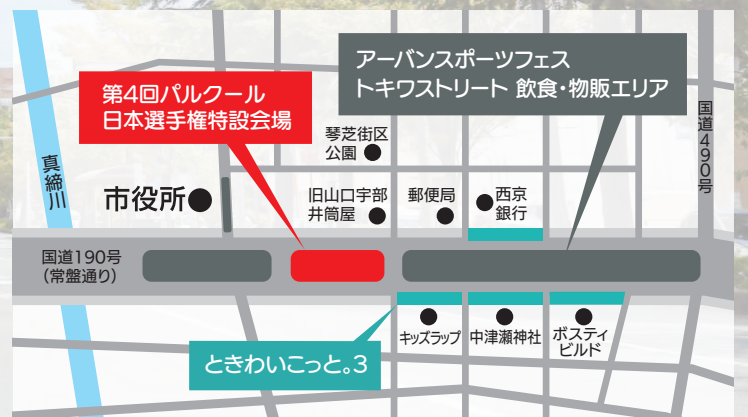 アーバンスポーツフェス
トキワストリート 飲食・物販エリア
第4回パルクール
日本選手権特設会場
国道490号
琴芝街区
公園
真締川
市役所
旧山口宇部
井筒屋
郵便局
西京
銀行
国道190号
(常盤通り)
キッズラップ
中津瀬神社
ボスティ
ビルド
ときわいこっと。3